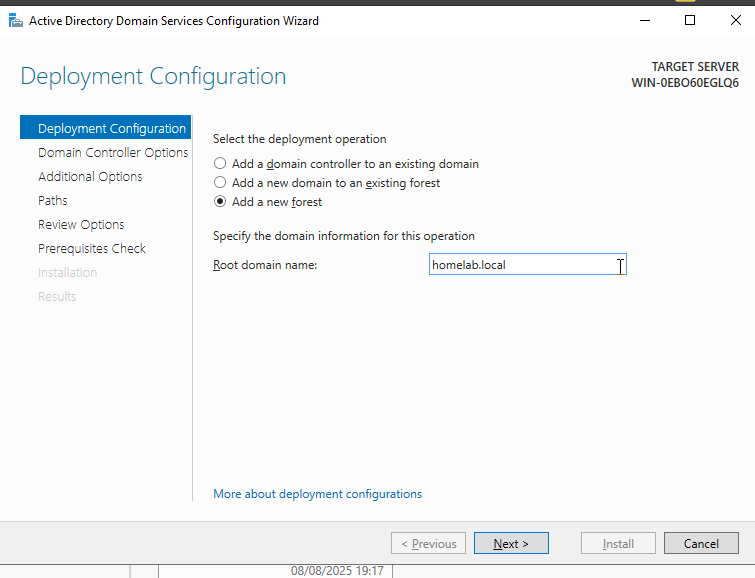 Active Directory Domain Services Configuration Wizard
Deployment Configuration
TARGET SERVER
WIN-0EBO60EGLQ6
Deployment Configuration
Domain Controller Options
Additional Options
Paths
Review Options
Prerequisites Check
Installation
Results
Select the deployment operation
Add a domain controller to an existing domain
Add a new domain to an existing forest
Add a new forest
Specify the domain information for this operation
Root domain name:
homelab.local
More about deployment configurations
< Previous
Next >
Install
Cancel
08/08/2025 19:17